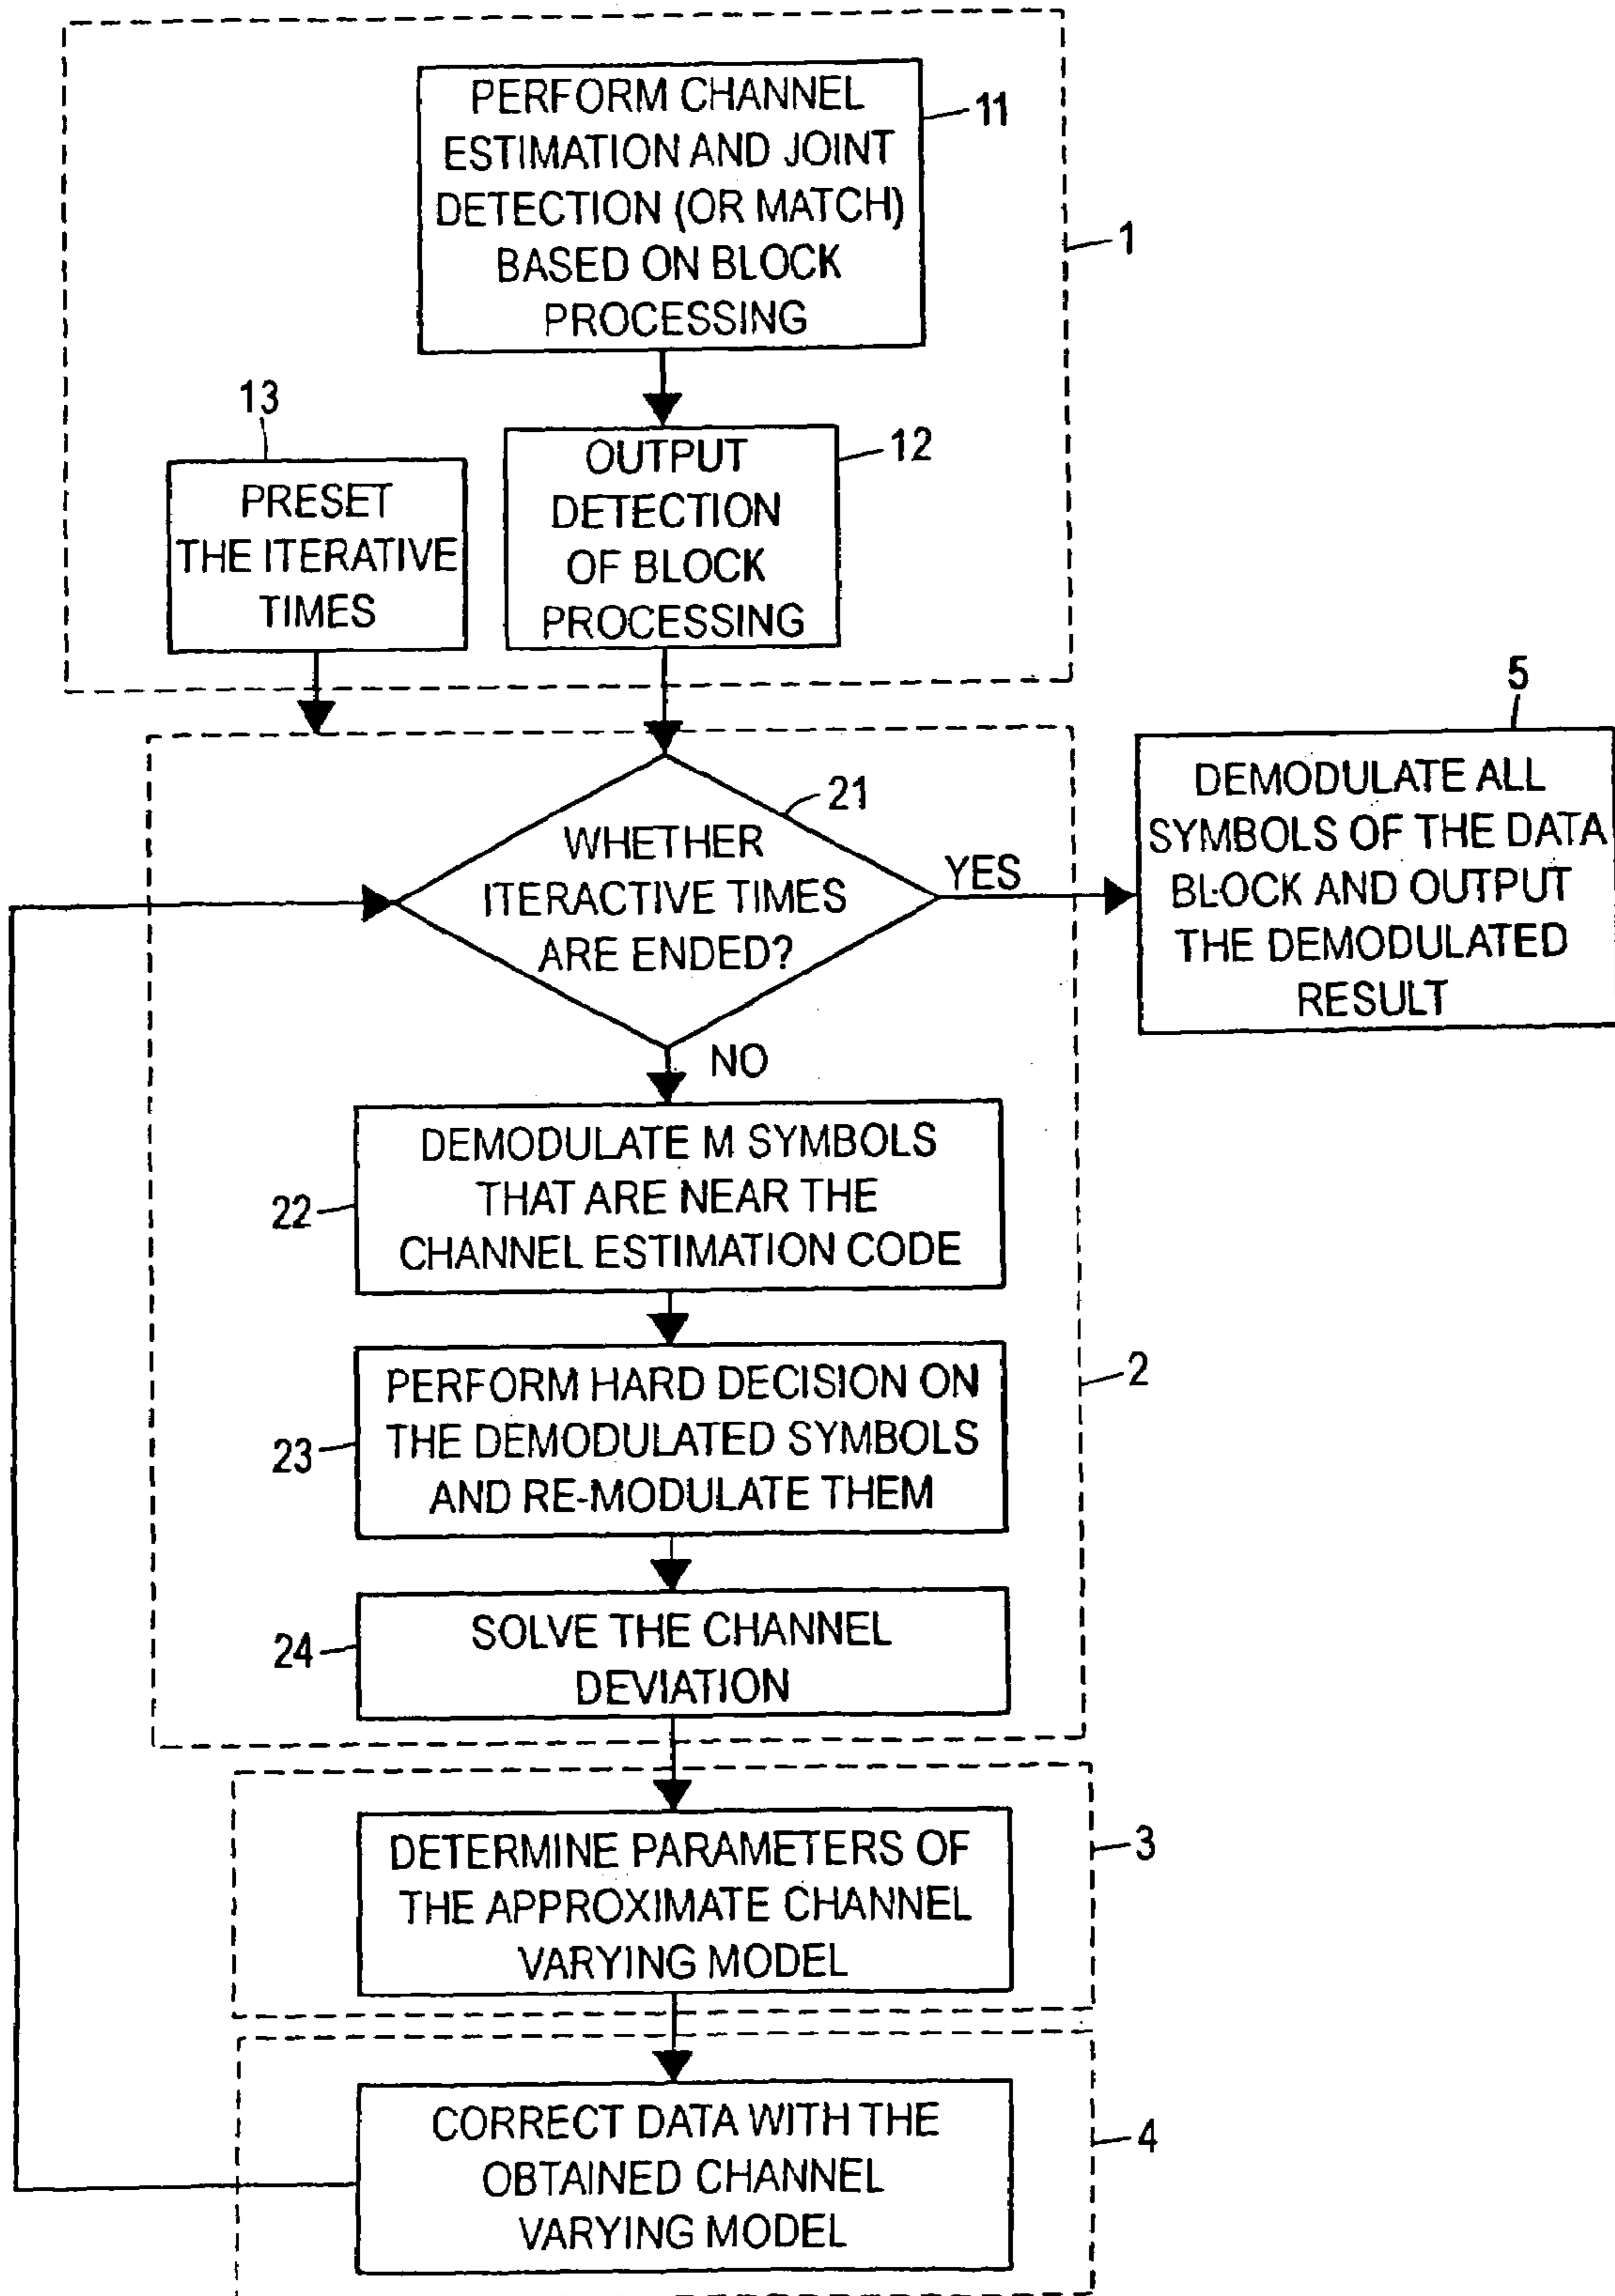 PERFORM CHANNEL
ESTIMATION AND JOINT
DETECTION (OR MATCH)
BASED ON BLOCK
PROCESSING
11
1
13
PRESET
THE ITERATIVE
TIMES
OUTPUT
DETECTION
OF BLOCK
PROCESSING
12
5
DEMODULATE ALL
SYMBOLS OF THE DATA
BLOCK AND OUTPUT
THE DEMODULATED
RESULT
21
WHETHER
ITERACTIVE TIMES
ARE ENDED?
YES
NO
DEMODULATE M SYMBOLS
THAT ARE NEAR THE
CHANNEL ESTIMATION CODE
22
2
PERFORM HARD DECISION ON
THE DEMODULATED SYMBOLS
AND RE-MODULATE THEM
23
SOLVE THE CHANNEL
DEVIATION
24
DETERMINE PARAMETERS OF
THE APPROXIMATE CHANNEL
VARYING MODEL
3
CORRECT DATA WITH THE
OBTAINED CHANNEL
VARYING MODEL
4